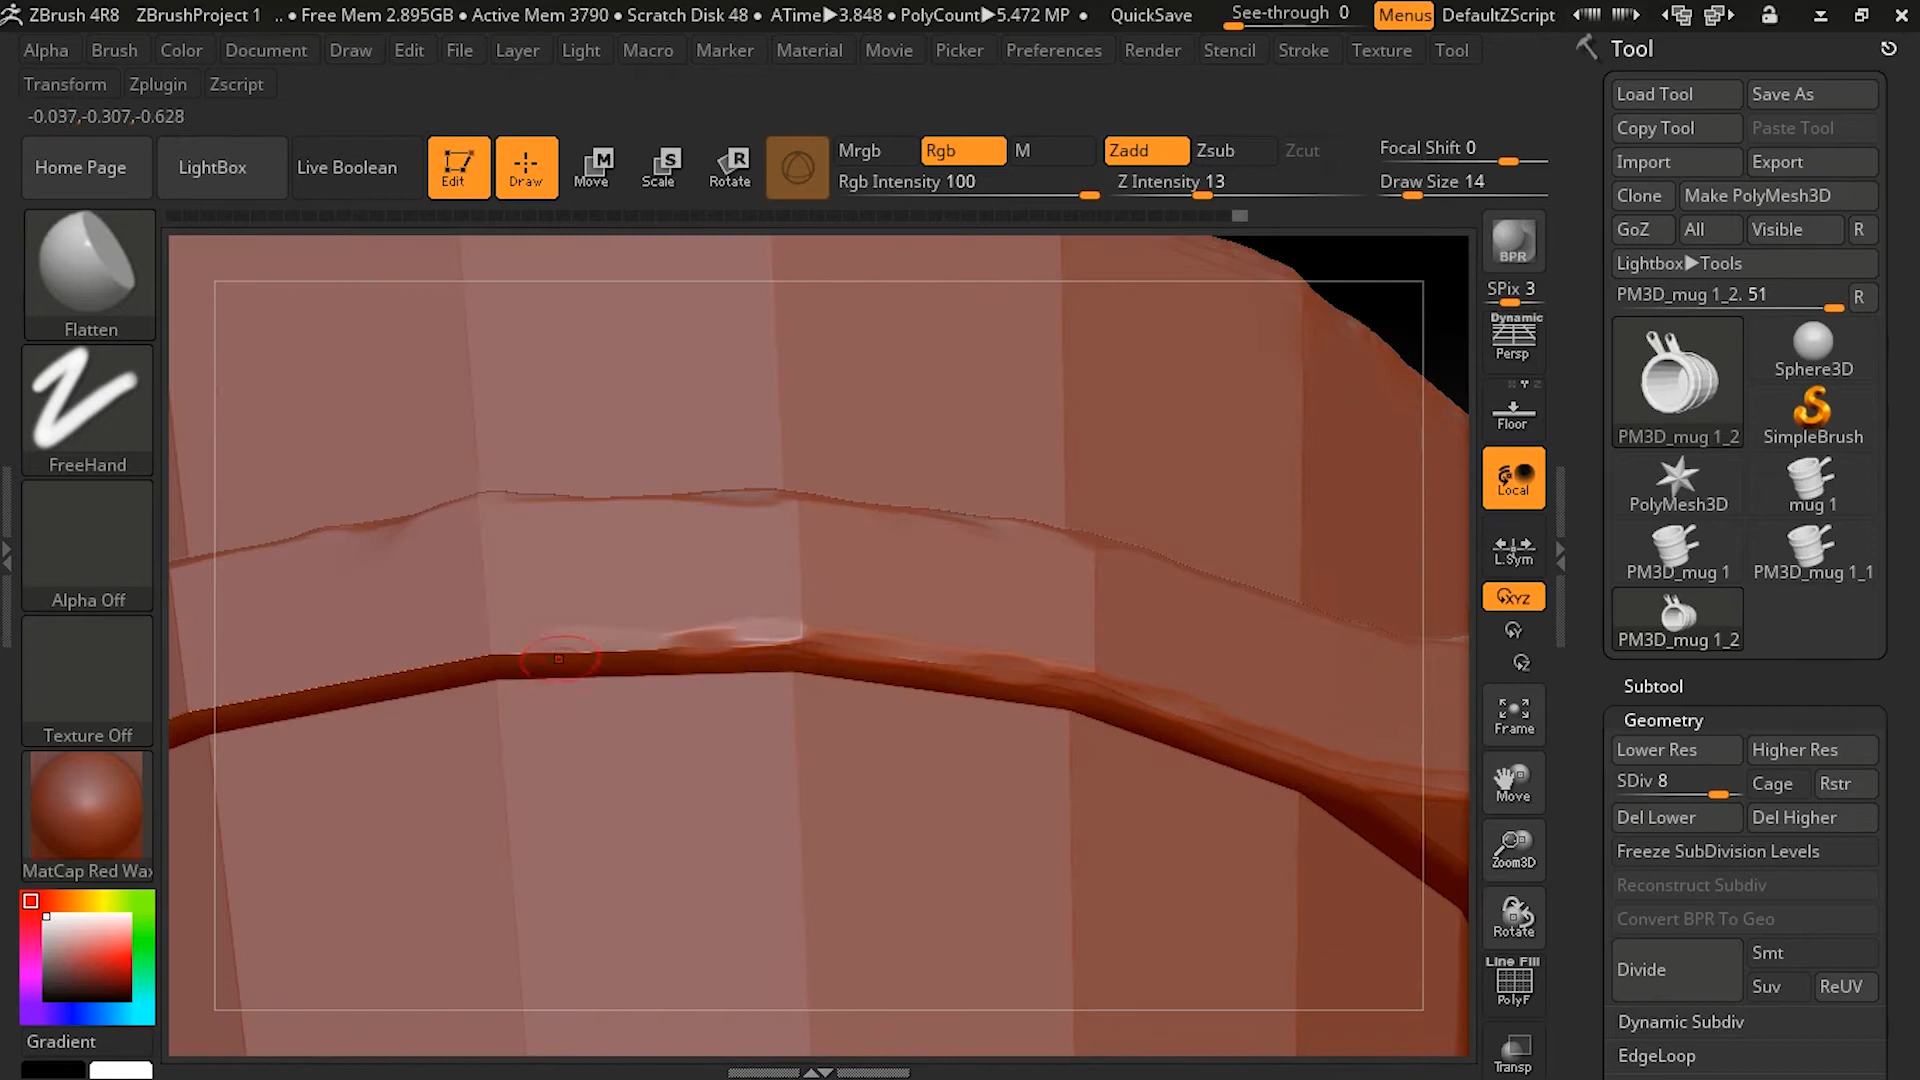 ZBrush 4R8 ZBrushProject 1 .. • Free Mem 2.895GB • Active Mem 3790 • Scratch Disk 48 • ATime▶3.848 • PolyCount▶5.472 MP • QuickSave See-through 0 Menus DefaultZScript
Alpha Brush Color Document Draw Edit File Layer Light Macro Marker Material Movie Picker Preferences Render Stencil Stroke Texture Tool
Transform Zplugin Zscript
-0.037,-0.307,-0.628
Home Page LightBox Live Boolean Edit Draw Move Scale Rotate
M S R
Mrgb Rgb M Zadd Zsub Zcut Focal Shift 0
Rgb Intensity 100 Z Intensity 13 Draw Size 14
Flatten
FreeHand
Alpha Off
Texture Off
MatCap Red Wax
Gradient
BPR
SPix 3
Dynamic
Persp
X Y Z
Floor
Local
L.Sym
XYZ
Y
Z
Frame
Move
Zoom3D
Rotate
Line Fill
PolyF
Transp
Tool
Load Tool Save As
Copy Tool Paste Tool
Import Export
Clone Make PolyMesh3D
GoZ All Visible R
Lightbox▶Tools
PM3D_mug 1_2. 51 R
PM3D_mug 1_2 Sphere3D
SimpleBrush
PolyMesh3D mug 1
PM3D_mug 1 PM3D_mug 1_1
PM3D_mug 1_2
Subtool
Geometry
Lower Res Higher Res
SDiv 8 Cage Rstr
Del Lower Del Higher
Freeze SubDivision Levels
Reconstruct Subdiv
Convert BPR To Geo
Divide Smt
Suv ReUV
Dynamic Subdiv
EdgeLoop